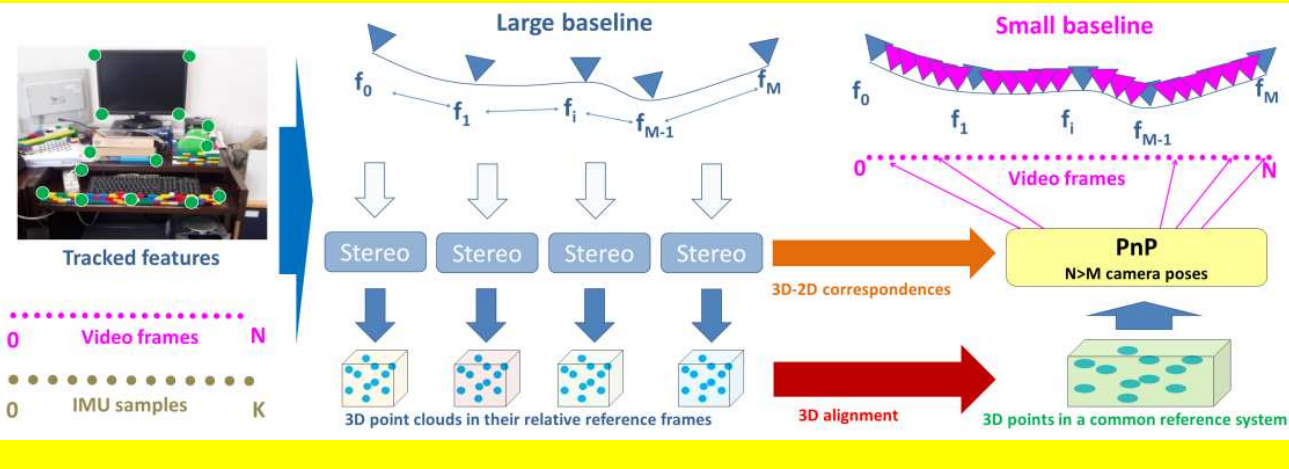 Large baseline
Small baseline
f0
f1
fi
fM-1
fM
f0
f1
fi
fM-1
fM
0
Video frames
N
Tracked features
Stereo
Stereo
Stereo
Stereo
3D-2D correspondences
PnP
N>M camera poses
0
Video frames
N
0
IMU samples
K
3D point clouds in their relative reference frames
3D alignment
3D points in a common reference system